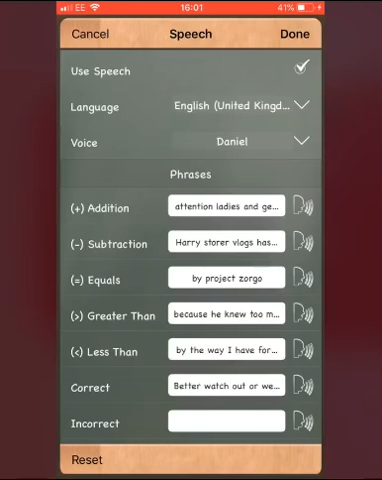 EE 16:01 41%
Cancel Speech Done
Use Speech
Language English (United Kingd...
Voice Daniel
Phrases
(+) Addition attention ladies and ge...
(-) Subtraction Harry storer vlogs has...
(=) Equals by project zorgo
(>) Greater Than because he knew too m...
(<) Less Than by the way I have for...
Correct Better watch out or we...
Incorrect
Reset